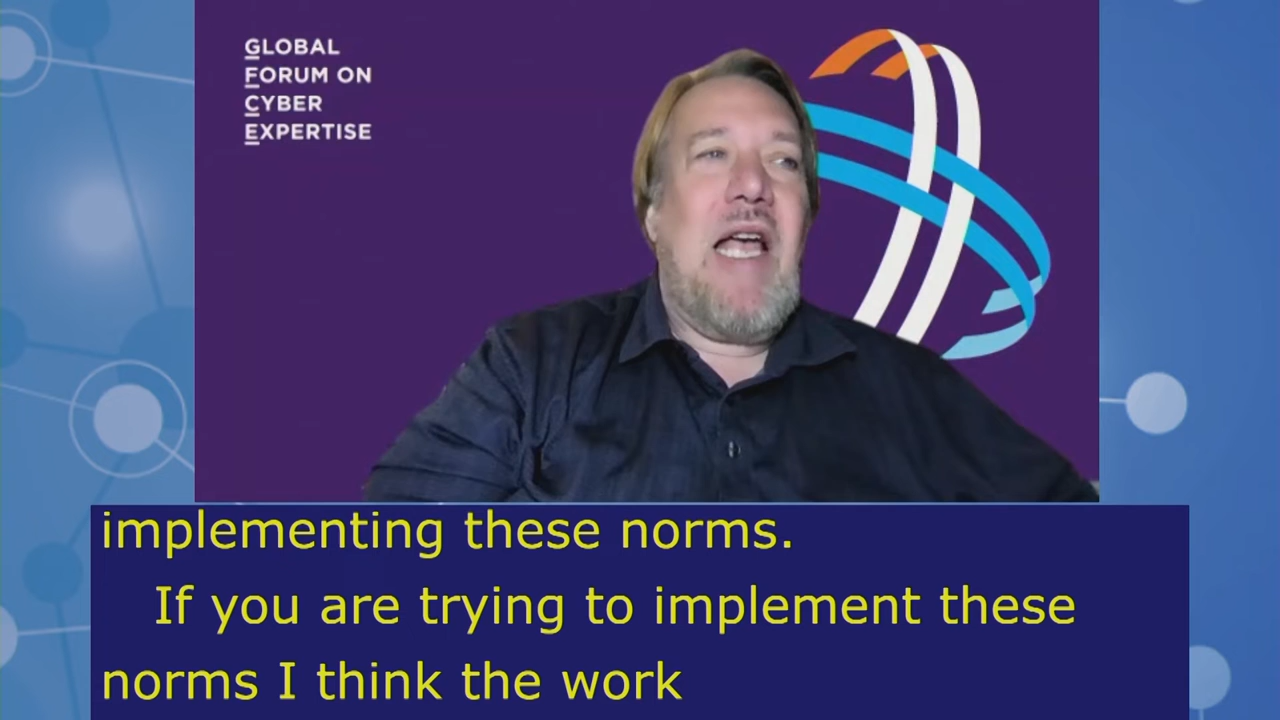 GLOBAL
FORUM ON
CYBER
EXPERTISE
implementing these norms.
If you are trying to implement these
norms I think the work